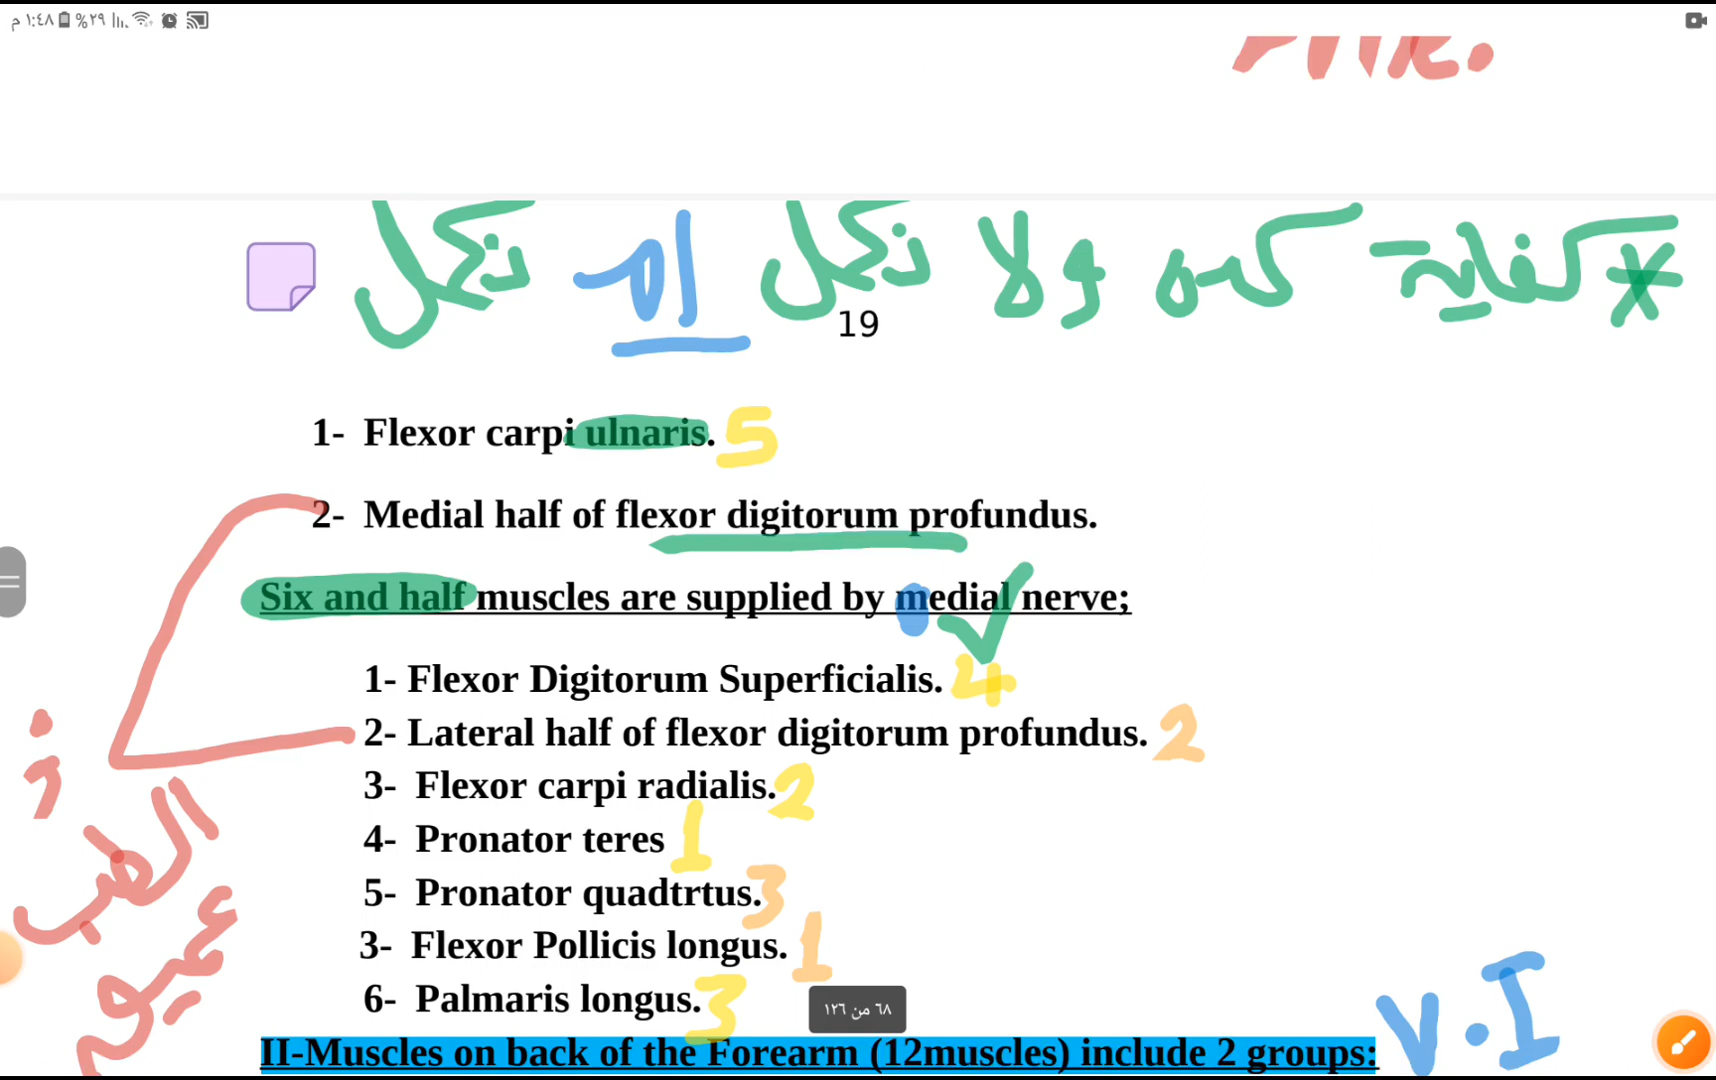 م ١:٤٨ %٢٩
* كفاية كده ولا نكمل اه نكمل
19
1- Flexor carpi ulnaris. 5
2- Medial half of flexor digitorum profundus.
Six and half muscles are supplied by medial nerve;
1- Flexor Digitorum Superficialis. 4
2- Lateral half of flexor digitorum profundus. 2
3- Flexor carpi radialis. 2
4- Pronator teres 1
5- Pronator quadtrtus. 3
3- Flexor Pollicis longus. 1
6- Palmaris longus. 3
٦٨ من ١٢٦
II-Muscles on back of the Forearm (12muscles) include 2 groups:
V.I